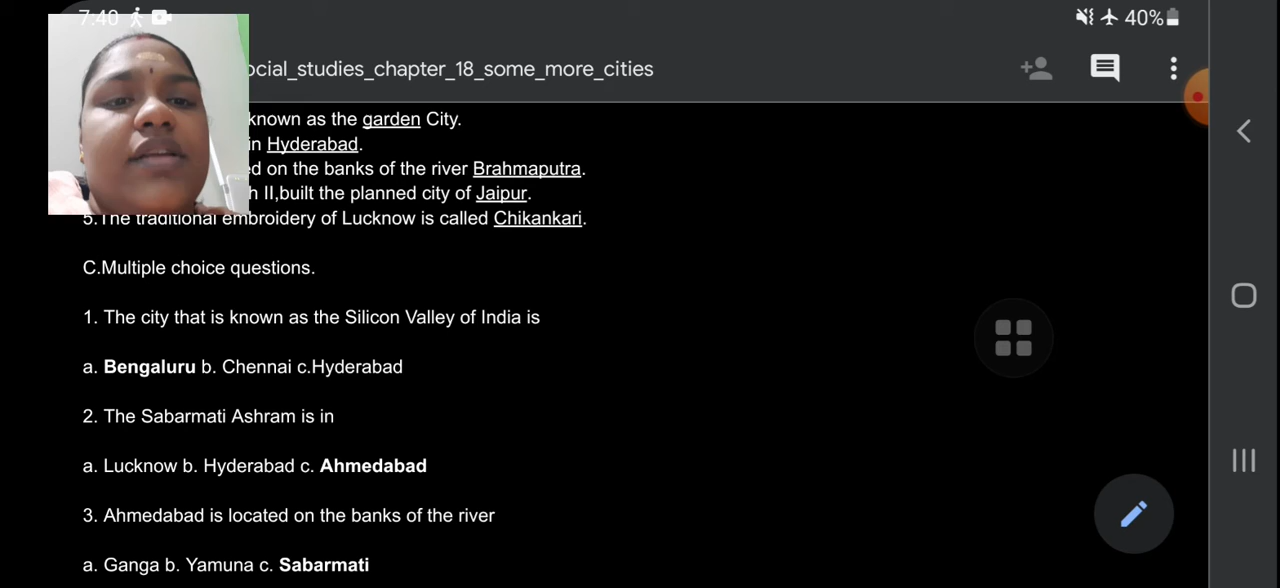 7:40 40%
ocial_studies_chapter_18_some_more_cities
known as the garden City.
in Hyderabad.
ed on the banks of the river Brahmaputra.
h II,built the planned city of Jaipur.
5.The traditional embroidery of Lucknow is called Chikankari.
C.Multiple choice questions.
1. The city that is known as the Silicon Valley of India is
a. Bengaluru b. Chennai c.Hyderabad
2. The Sabarmati Ashram is in
a. Lucknow b. Hyderabad c. Ahmedabad
3. Ahmedabad is located on the banks of the river
a. Ganga b. Yamuna c. Sabarmati